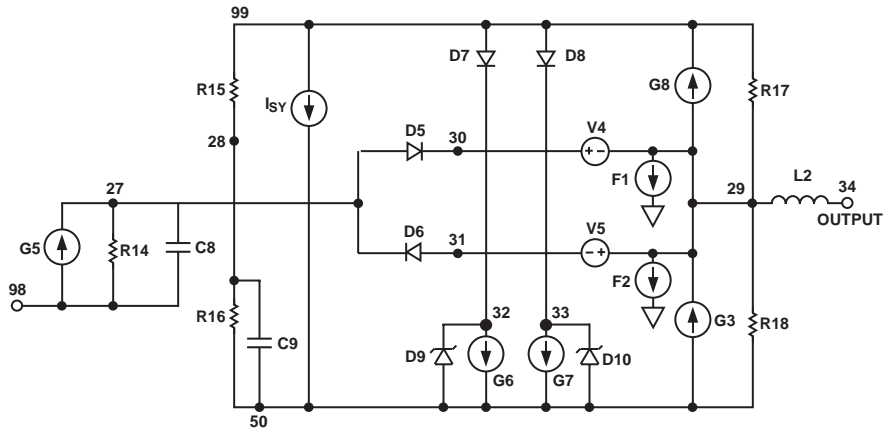 99
D7
D8
R15
ISY
G8
R17
28
D5
30
V4
F1
L2
34
27
29
OUTPUT
G5
R14
C8
D6
31
V5
98
F2
R16
32
33
G3
R18
C9
D9
G6
G7
D10
50